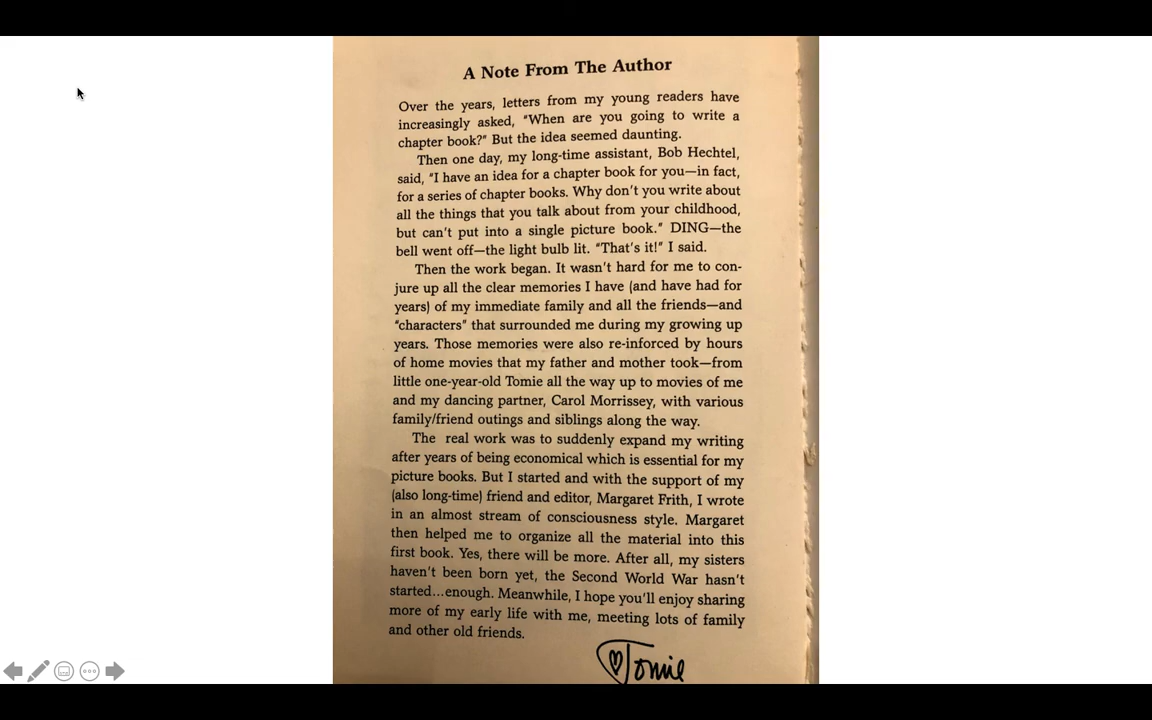 A Note From The Author
Over the years, letters from my young readers have
increasingly asked, "When are you going to write a
chapter book?" But the idea seemed daunting.
Then one day, my long-time assistant, Bob Hechtel,
said, "I have an idea for a chapter book for you—in fact,
for a series of chapter books. Why don't you write about
all the things that you talk about from your childhood,
but can't put into a single picture book." DING—the
bell went off—the light bulb lit. "That's it!" I said.
Then the work began. It wasn't hard for me to con-
jure up all the clear memories I have (and have had for
years) of my immediate family and all the friends—and
"characters" that surrounded me during my growing up
years. Those memories were also re-inforced by hours
of home movies that my father and mother took—from
little one-year-old Tomie all the way up to movies of me
and my dancing partner, Carol Morrissey, with various
family/friend outings and siblings along the way.
The real work was to suddenly expand my writing
after years of being economical which is essential for my
picture books. But I started and with the support of my
(also long-time) friend and editor, Margaret Frith, I wrote
in an almost stream of consciousness style. Margaret
then helped me to organize all the material into this
first book. Yes, there will be more. After all, my sisters
haven't been born yet, the Second World War hasn't
started...enough. Meanwhile, I hope you'll enjoy sharing
more of my early life with me, meeting lots of family
and other old friends.
Tomie